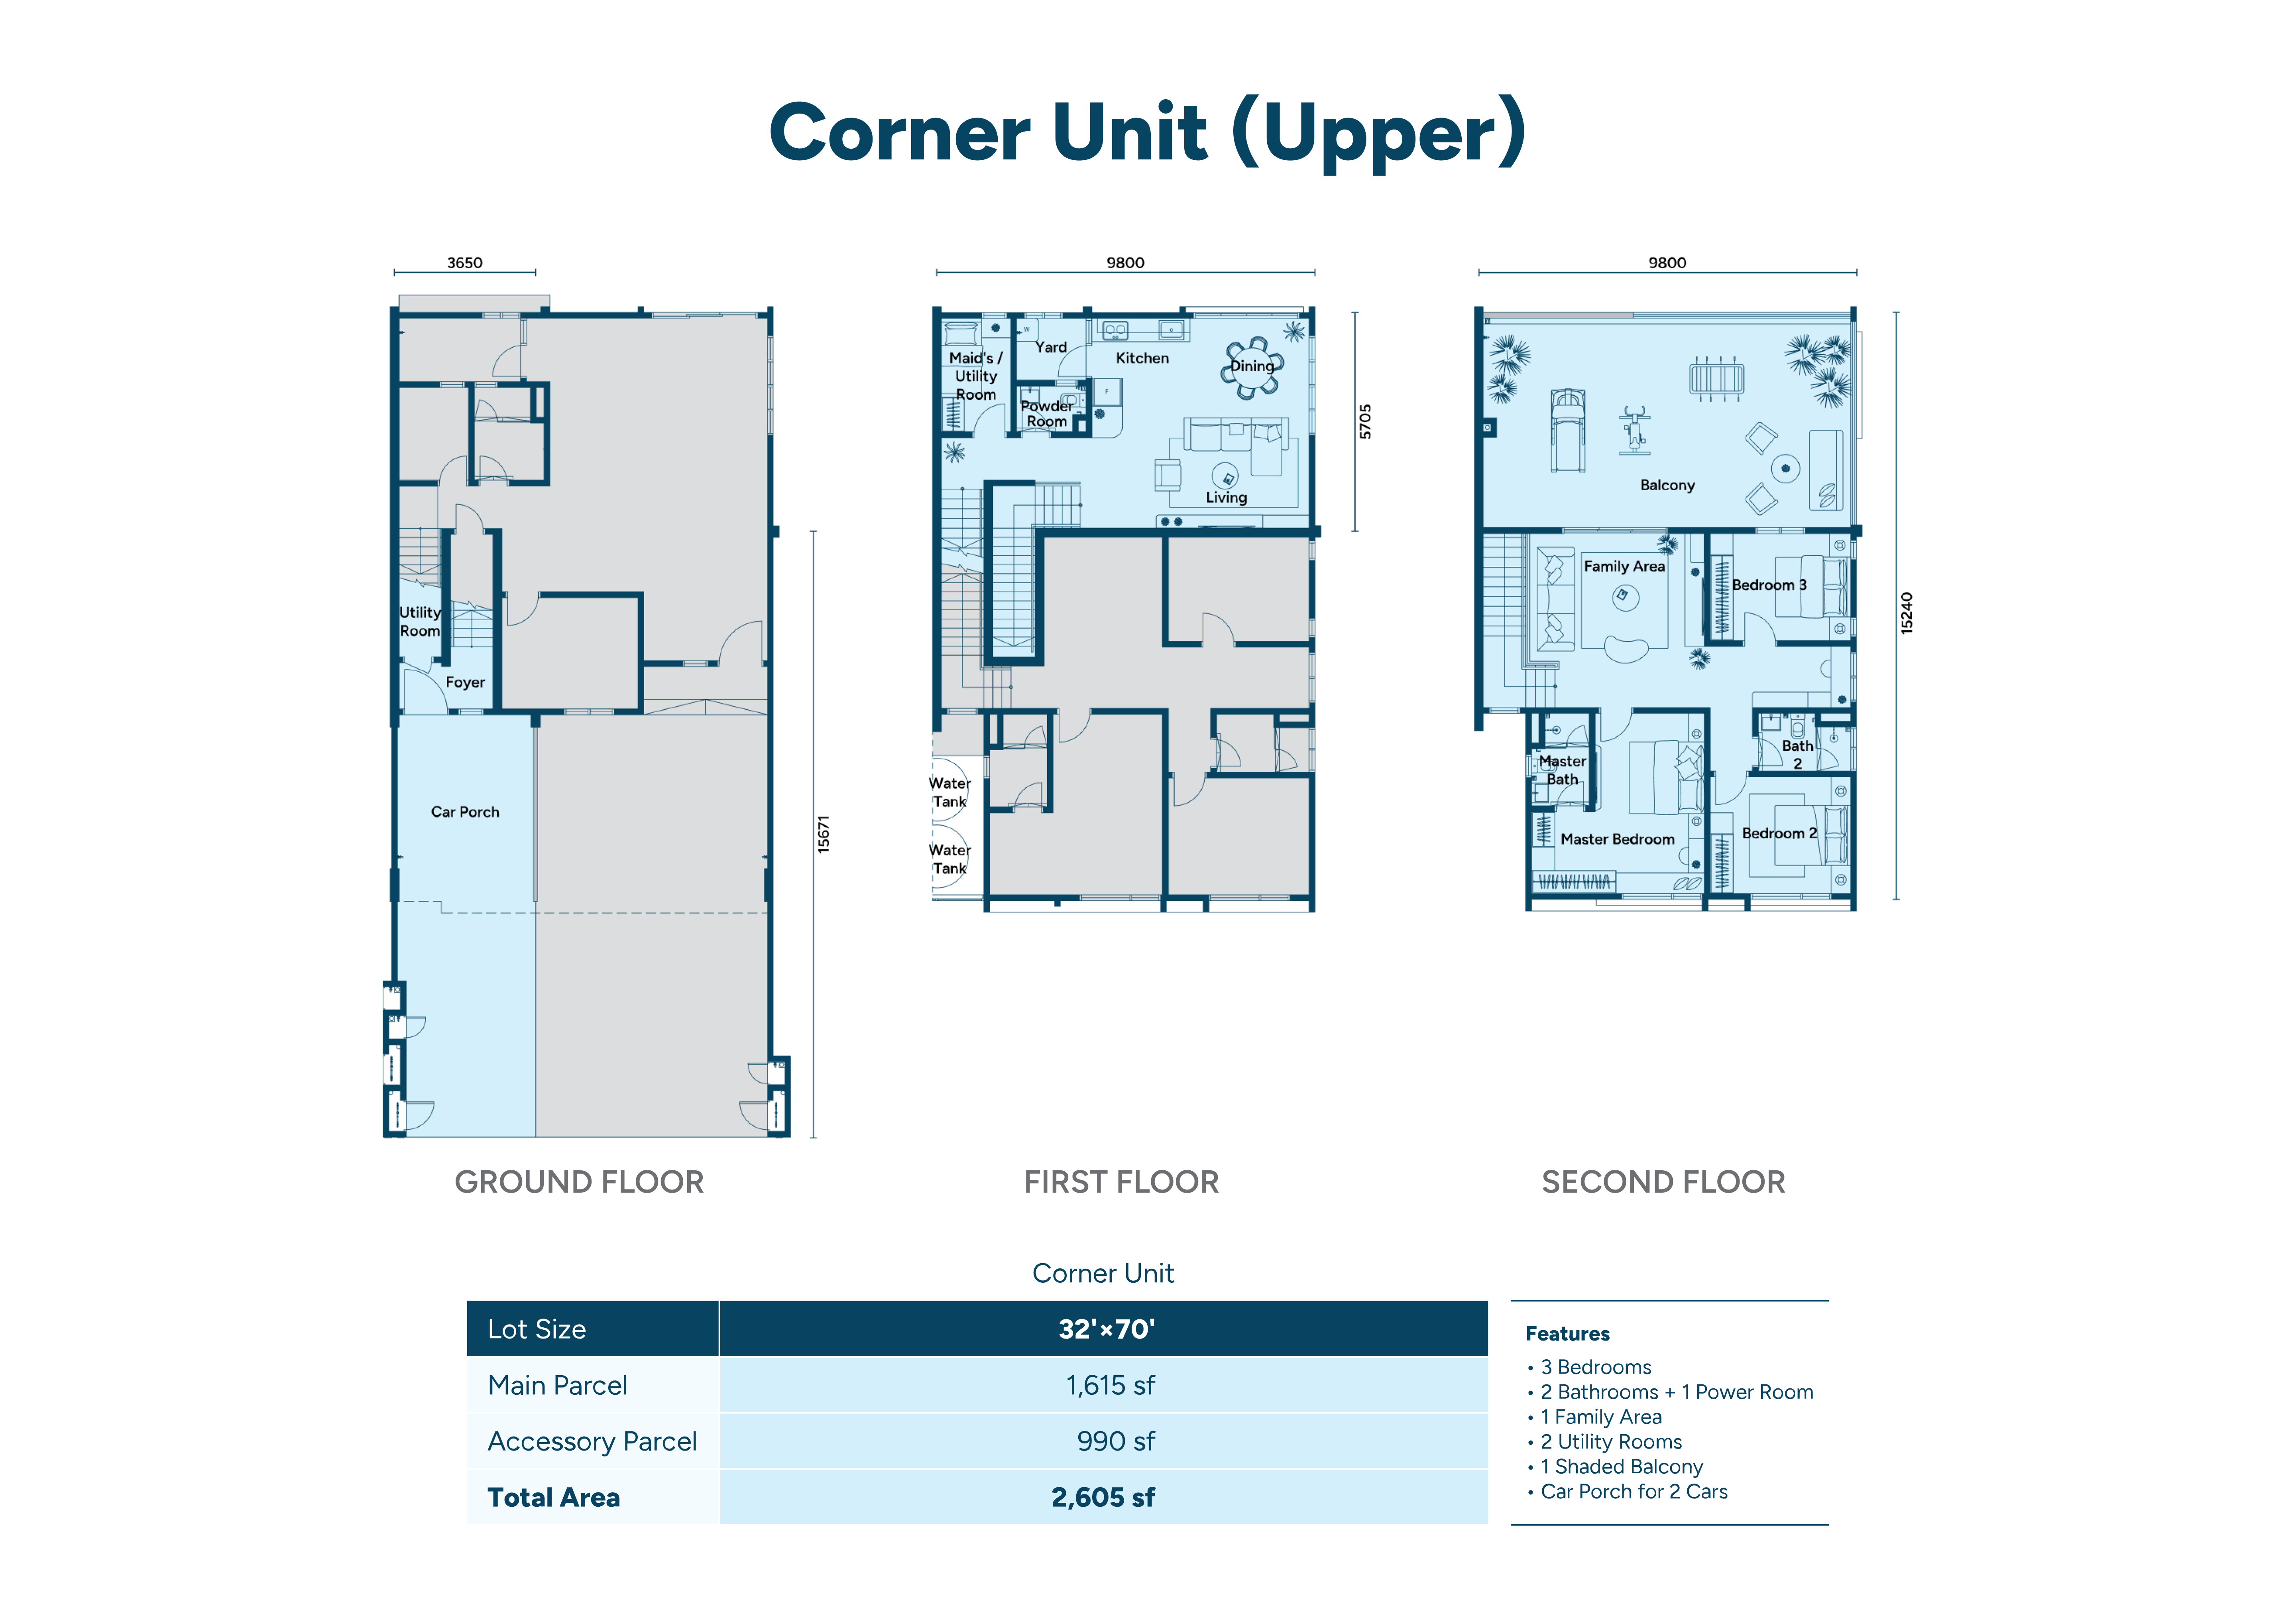 Corner Unit (Upper)
3650
Utility
Room
Foyer
Car Porch
15671
GROUND FLOOR
9800
Maid's /
Utility
Room
Yard
W
Kitchen
Dining
F
Powder
Room
Living
5705
Water
Tank
Water
Tank
FIRST FLOOR
9800
Balcony
Family Area
Bedroom 3
15240
Master
Bath
Bath
2
Master Bedroom
Bedroom 2
SECOND FLOOR
Corner Unit
Lot Size 32'×70'
Main Parcel 1,615 sf
Accessory Parcel 990 sf
Total Area 2,605 sf
Features
• 3 Bedrooms
• 2 Bathrooms + 1 Power Room
• 1 Family Area
• 2 Utility Rooms
• 1 Shaded Balcony
• Car Porch for 2 Cars